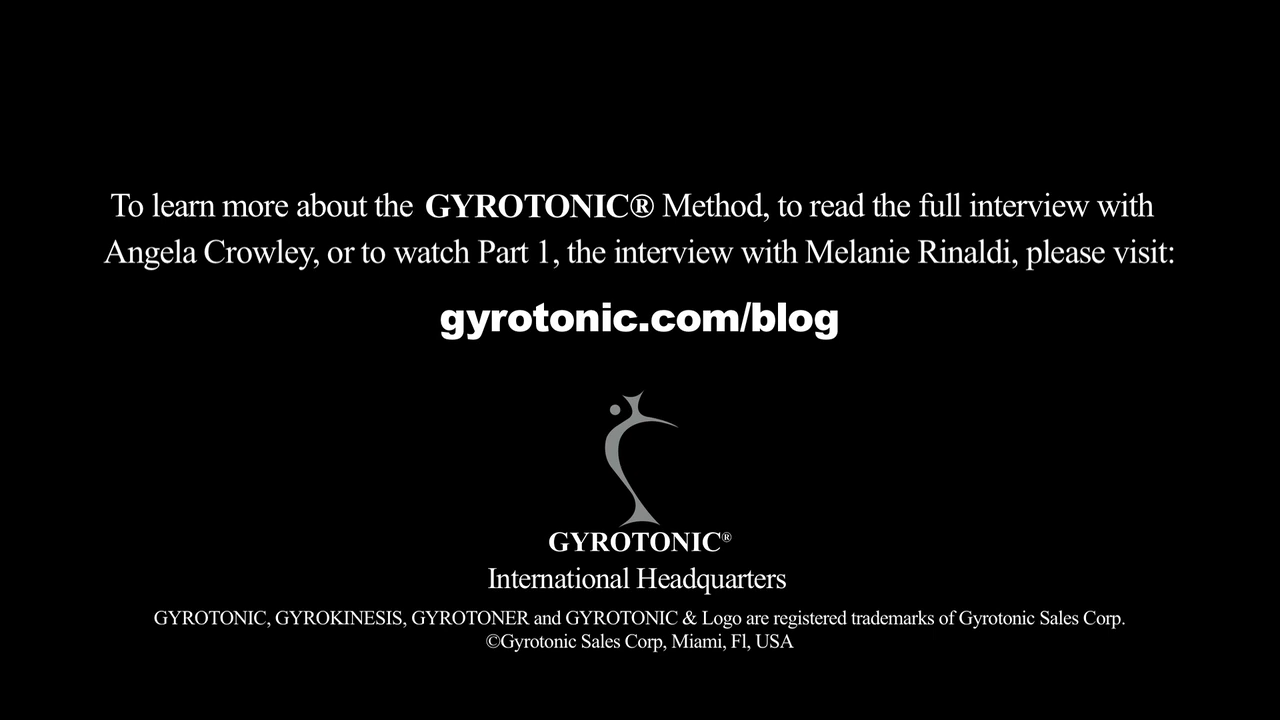 To learn more about the GYROTONIC® Method, to read the full interview with
Angela Crowley, or to watch Part 1, the interview with Melanie Rinaldi, please visit:
gyrotonic.com/blog
GYROTONIC®
International Headquarters
GYROTONIC, GYROKINESIS, GYROTONER and GYROTONIC & Logo are registered trademarks of Gyrotonic Sales Corp.
©Gyrotonic Sales Corp, Miami, Fl, USA